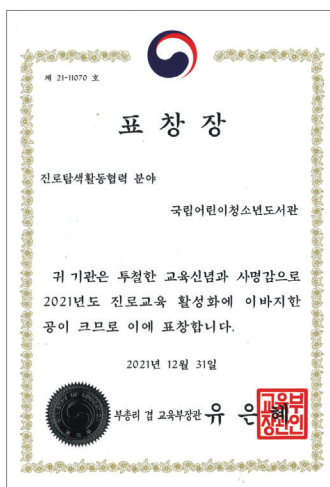 제 21-11070 호
표 창 장
진로탐색활동협력 분야
국립어린이청소년도서관
귀 기관은 투철한 교육신념과 사명감으로
2021년도 진로교육 활성화에 이바지한
공이 크므로 이에 표창합니다.
2021년 12월 31일
부총리 겸 교육부장관 유 은 혜
교육부
장관인